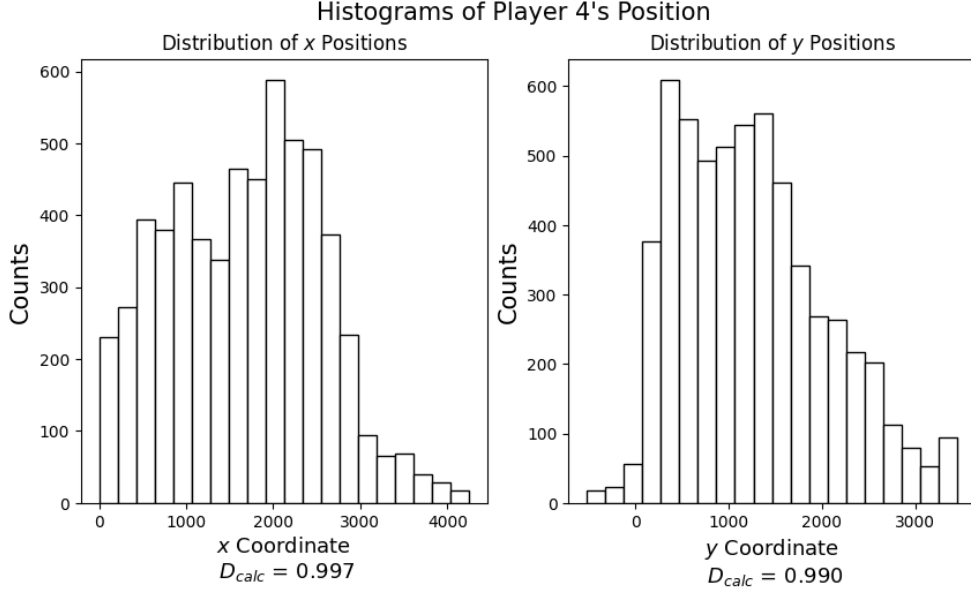 Histograms of Player 4's Position
Distribution of x Positions
Counts
600
500
400
300
200
100
0
0 1000 2000 3000 4000
x Coordinate
D_calc = 0.997
Distribution of y Positions
Counts
600
500
400
300
200
100
0
0 1000 2000 3000
y Coordinate
D_calc = 0.990